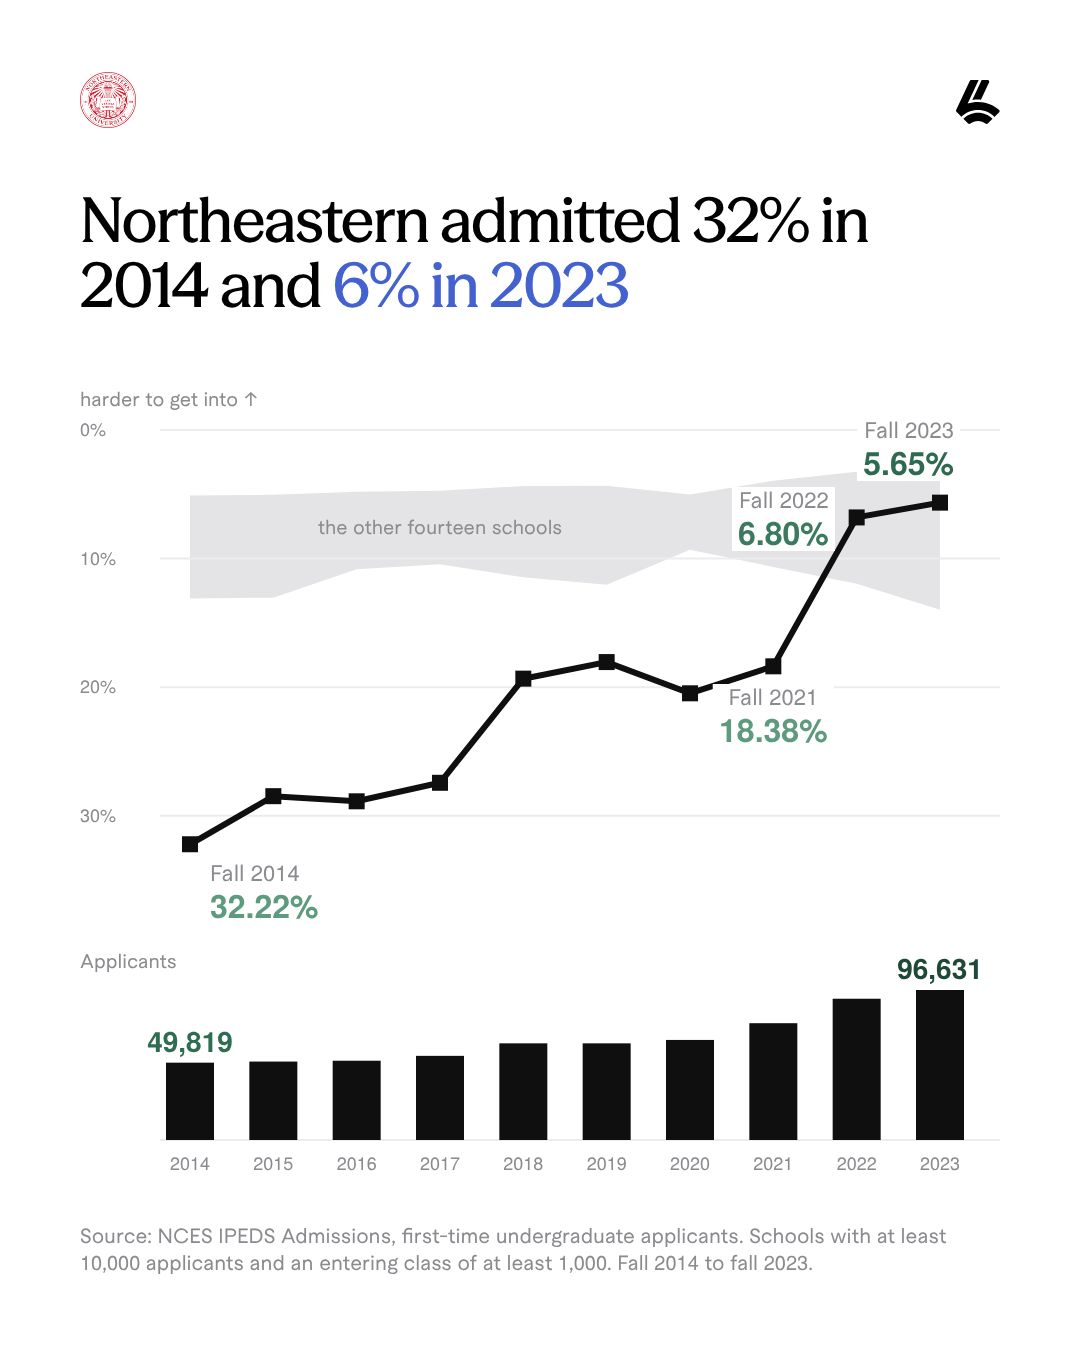 NORTHEASTERN
UNIVERSITY
Northeastern admitted 32% in
2014 and 6% in 2023
harder to get into ↑
0%
Fall 2023
5.65%
Fall 2022
6.80%
the other fourteen schools
10%
20%
Fall 2021
18.38%
30%
Fall 2014
32.22%
Applicants
96,631
49,819
2014 2015 2016 2017 2018 2019 2020 2021 2022 2023
Source: NCES IPEDS Admissions, first-time undergraduate applicants. Schools with at least
10,000 applicants and an entering class of at least 1,000. Fall 2014 to fall 2023.